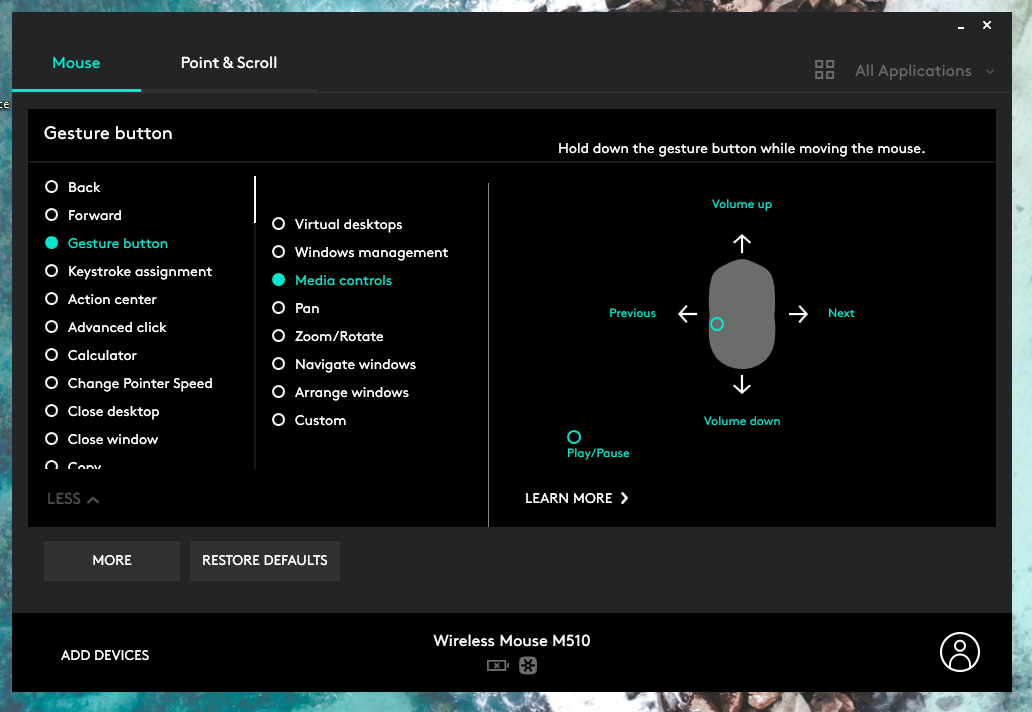 Mouse
Point & Scroll
All Applications
ce
Gesture button
Hold down the gesture button while moving the mouse.
Back
Forward
Gesture button
Keystroke assignment
Action center
Advanced click
Calculator
Change Pointer Speed
Close desktop
Close window
Copy
LESS
Virtual desktops
Windows management
Media controls
Pan
Zoom/Rotate
Navigate windows
Arrange windows
Custom
Volume up
Previous
Next
Volume down
Play/Pause
LEARN MORE
MORE
RESTORE DEFAULTS
ADD DEVICES
Wireless Mouse M510